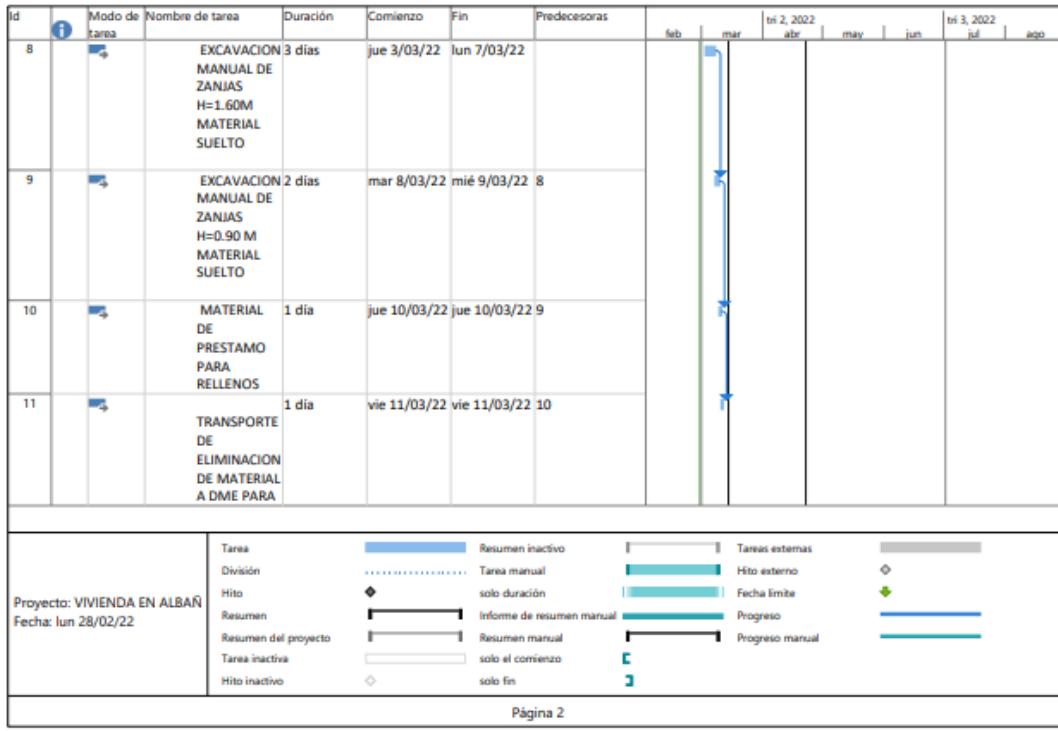 Id
Modo de tarea
Nombre de tarea
Duración
Comienzo
Fin
Predecesoras
tri 2, 2022
tri 3, 2022
feb
mar
abr
may
jun
jul
ago
8
EXCAVACION
MANUAL DE
ZANJAS
H=1.60M
MATERIAL
SUELTO
3 días
jue 3/03/22
lun 7/03/22
9
EXCAVACION
MANUAL DE
ZANJAS
H=0.90 M
MATERIAL
SUELTO
2 días
mar 8/03/22
mié 9/03/22
8
10
MATERIAL
DE
PRESTAMO
PARA
RELLENOS
1 día
jue 10/03/22
jue 10/03/22
9
11
TRANSPORTE
DE
ELIMINACION
DE MATERIAL
A DME PARA
1 día
vie 11/03/22
vie 11/03/22
10
Proyecto: VIVIENDA EN ALBAÑ
Fecha: lun 28/02/22
Tarea
División
Hito
Resumen
Resumen del proyecto
Tarea inactiva
Hito inactivo
Resumen inactivo
Tarea manual
solo duración
Informe de resumen manual
Resumen manual
solo el comienzo
solo fin
Tareas externas
Hito externo
Fecha límite
Progreso
Progreso manual
Página 2